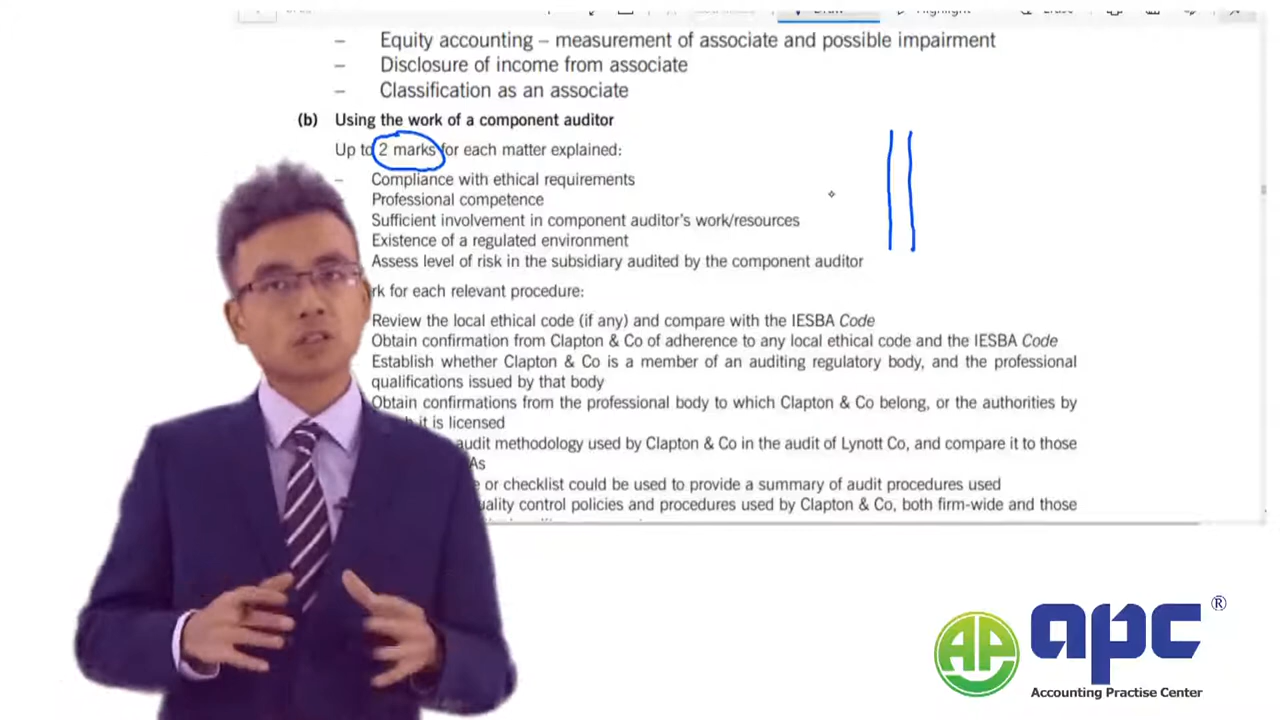 – Equity accounting – measurement of associate and possible impairment
– Disclosure of income from associate
– Classification as an associate
(b) Using the work of a component auditor
Up to 2 marks for each matter explained:
– Compliance with ethical requirements
Professional competence
Sufficient involvement in component auditor's work/resources
Existence of a regulated environment
Assess level of risk in the subsidiary audited by the component auditor
rk for each relevant procedure:
Review the local ethical code (if any) and compare with the IESBA Code
Obtain confirmation from Clapton & Co of adherence to any local ethical code and the IESBA Code
Establish whether Clapton & Co is a member of an auditing regulatory body, and the professional
qualifications issued by that body
Obtain confirmations from the professional body to which Clapton & Co belong, or the authorities by
it is licensed
audit methodology used by Clapton & Co in the audit of Lynott Co, and compare it to those
As
or checklist could be used to provide a summary of audit procedures used
uality control policies and procedures used by Clapton & Co, both firm-wide and those
AP
apc®
Accounting Practise Center